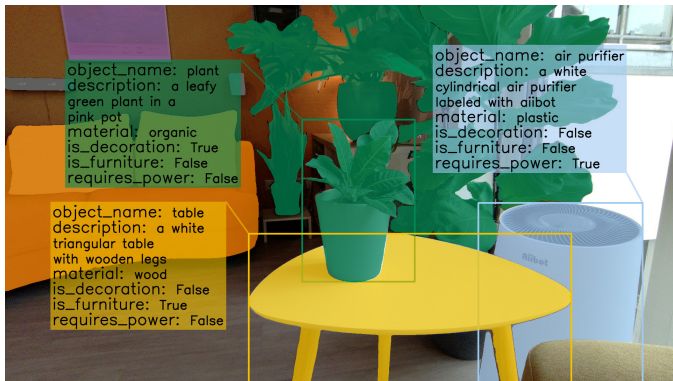 object_name: plant
description: a leafy
green plant in a
pink pot
material: organic
is_decoration: True
is_furniture: False
requires_power: False
object_name: air purifier
description: a white
cylindrical air purifier
labeled with aiibot
material: plastic
is_decoration: False
is_furniture: False
requires_power: True
object_name: table
description: a white
triangular table
with wooden legs
material: wood
is_decoration: False
is_furniture: True
requires_power: False
Aiibot